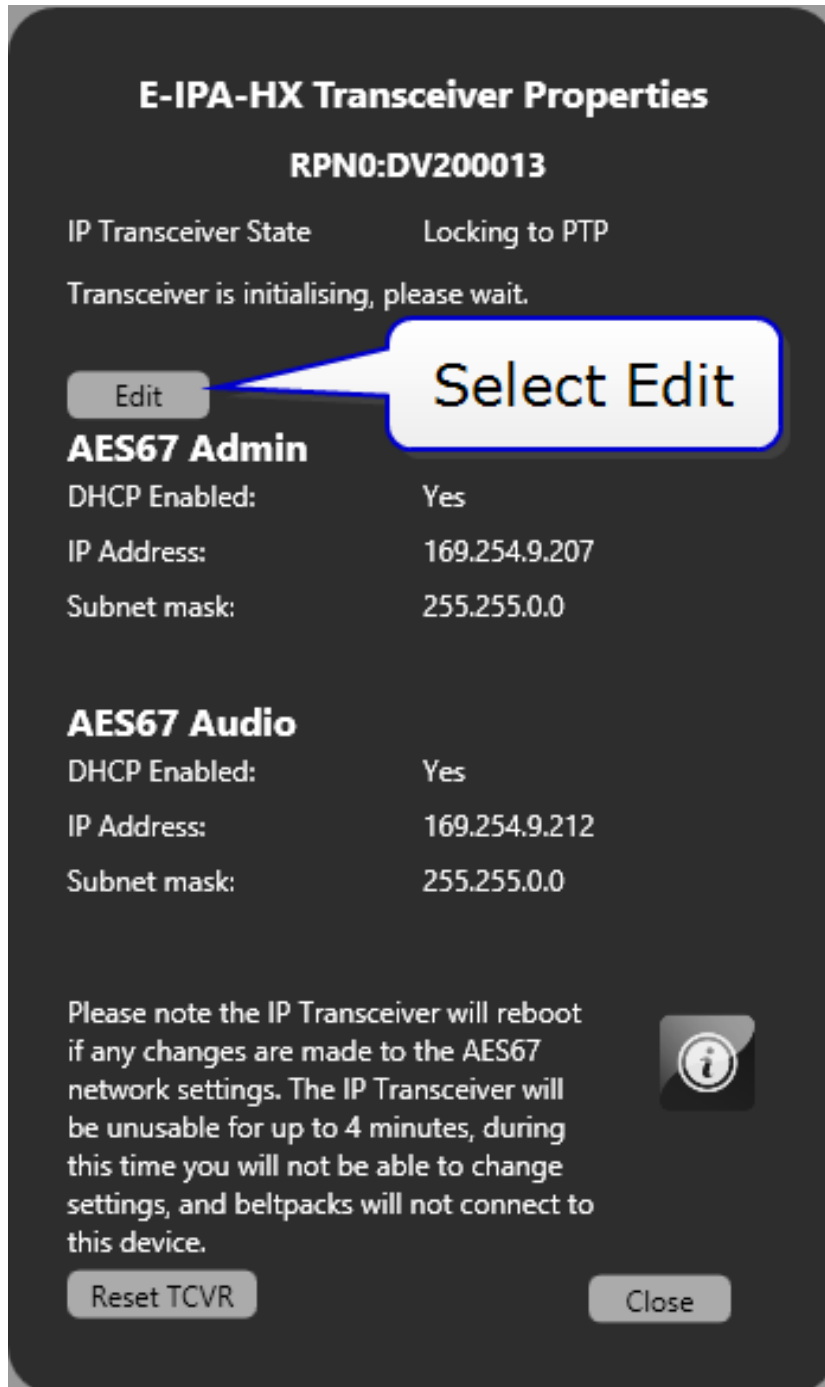 E-IPA-HX Transceiver Properties
RPN0:DV200013
IP Transceiver State Locking to PTP
Transceiver is initialising, please wait.
Edit
Select Edit
AES67 Admin
DHCP Enabled: Yes
IP Address: 169.254.9.207
Subnet mask: 255.255.0.0
AES67 Audio
DHCP Enabled: Yes
IP Address: 169.254.9.212
Subnet mask: 255.255.0.0
Please note the IP Transceiver will reboot
if any changes are made to the AES67
network settings. The IP Transceiver will
be unusable for up to 4 minutes, during
this time you will not be able to change
settings, and beltpacks will not connect to
this device.
i
Reset TCVR
Close